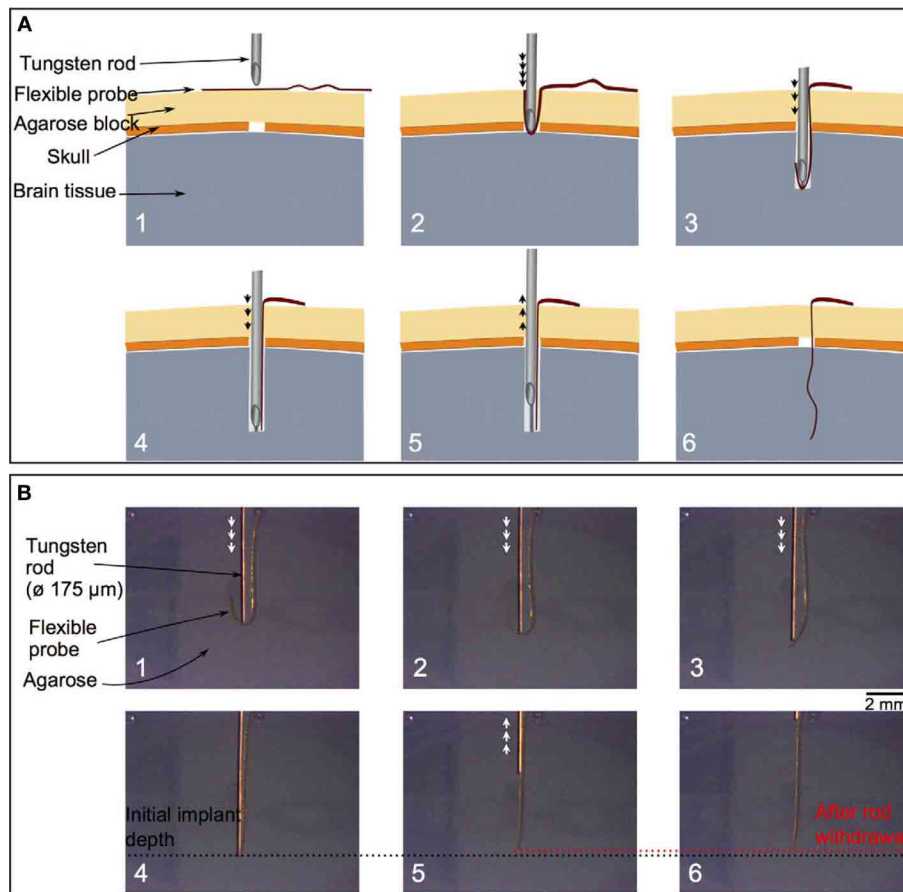 A
Tungsten rod
Flexible probe
Agarose block
Skull
Brain tissue
1
2
3
4
5
6
B
Tungsten
rod
(ø 175 µm)
Flexible
probe
Agarose
1
2
3
2 mm
Initial implant
depth
After rod
withdrawa
4
5
6